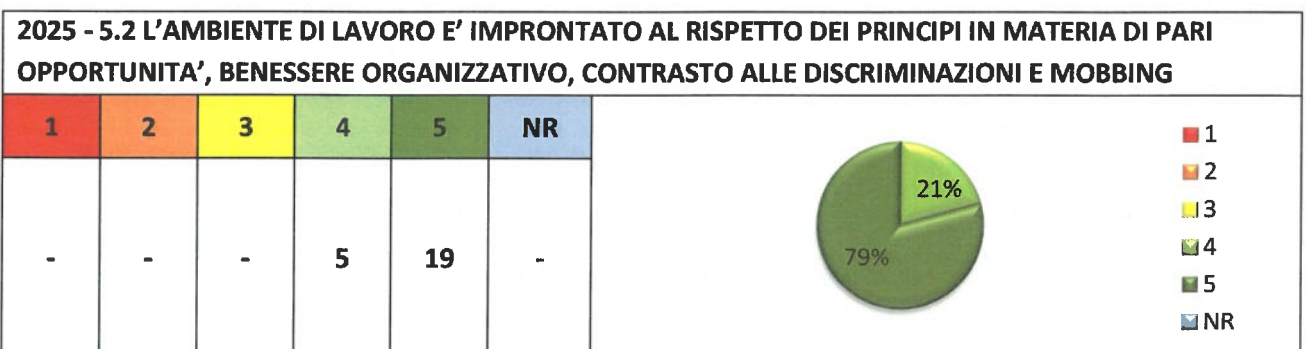 2025 - 5.2 L'AMBIENTE DI LAVORO E' IMPRONTATO AL RISPETTO DEI PRINCIPI IN MATERIA DI PARI
OPPORTUNITA', BENESSERE ORGANIZZATIVO, CONTRASTO ALLE DISCRIMINAZIONI E MOBBING
1 2 3 4 5 NR
- - - 5 19 -
21%
79%
1
2
3
4
5
NR